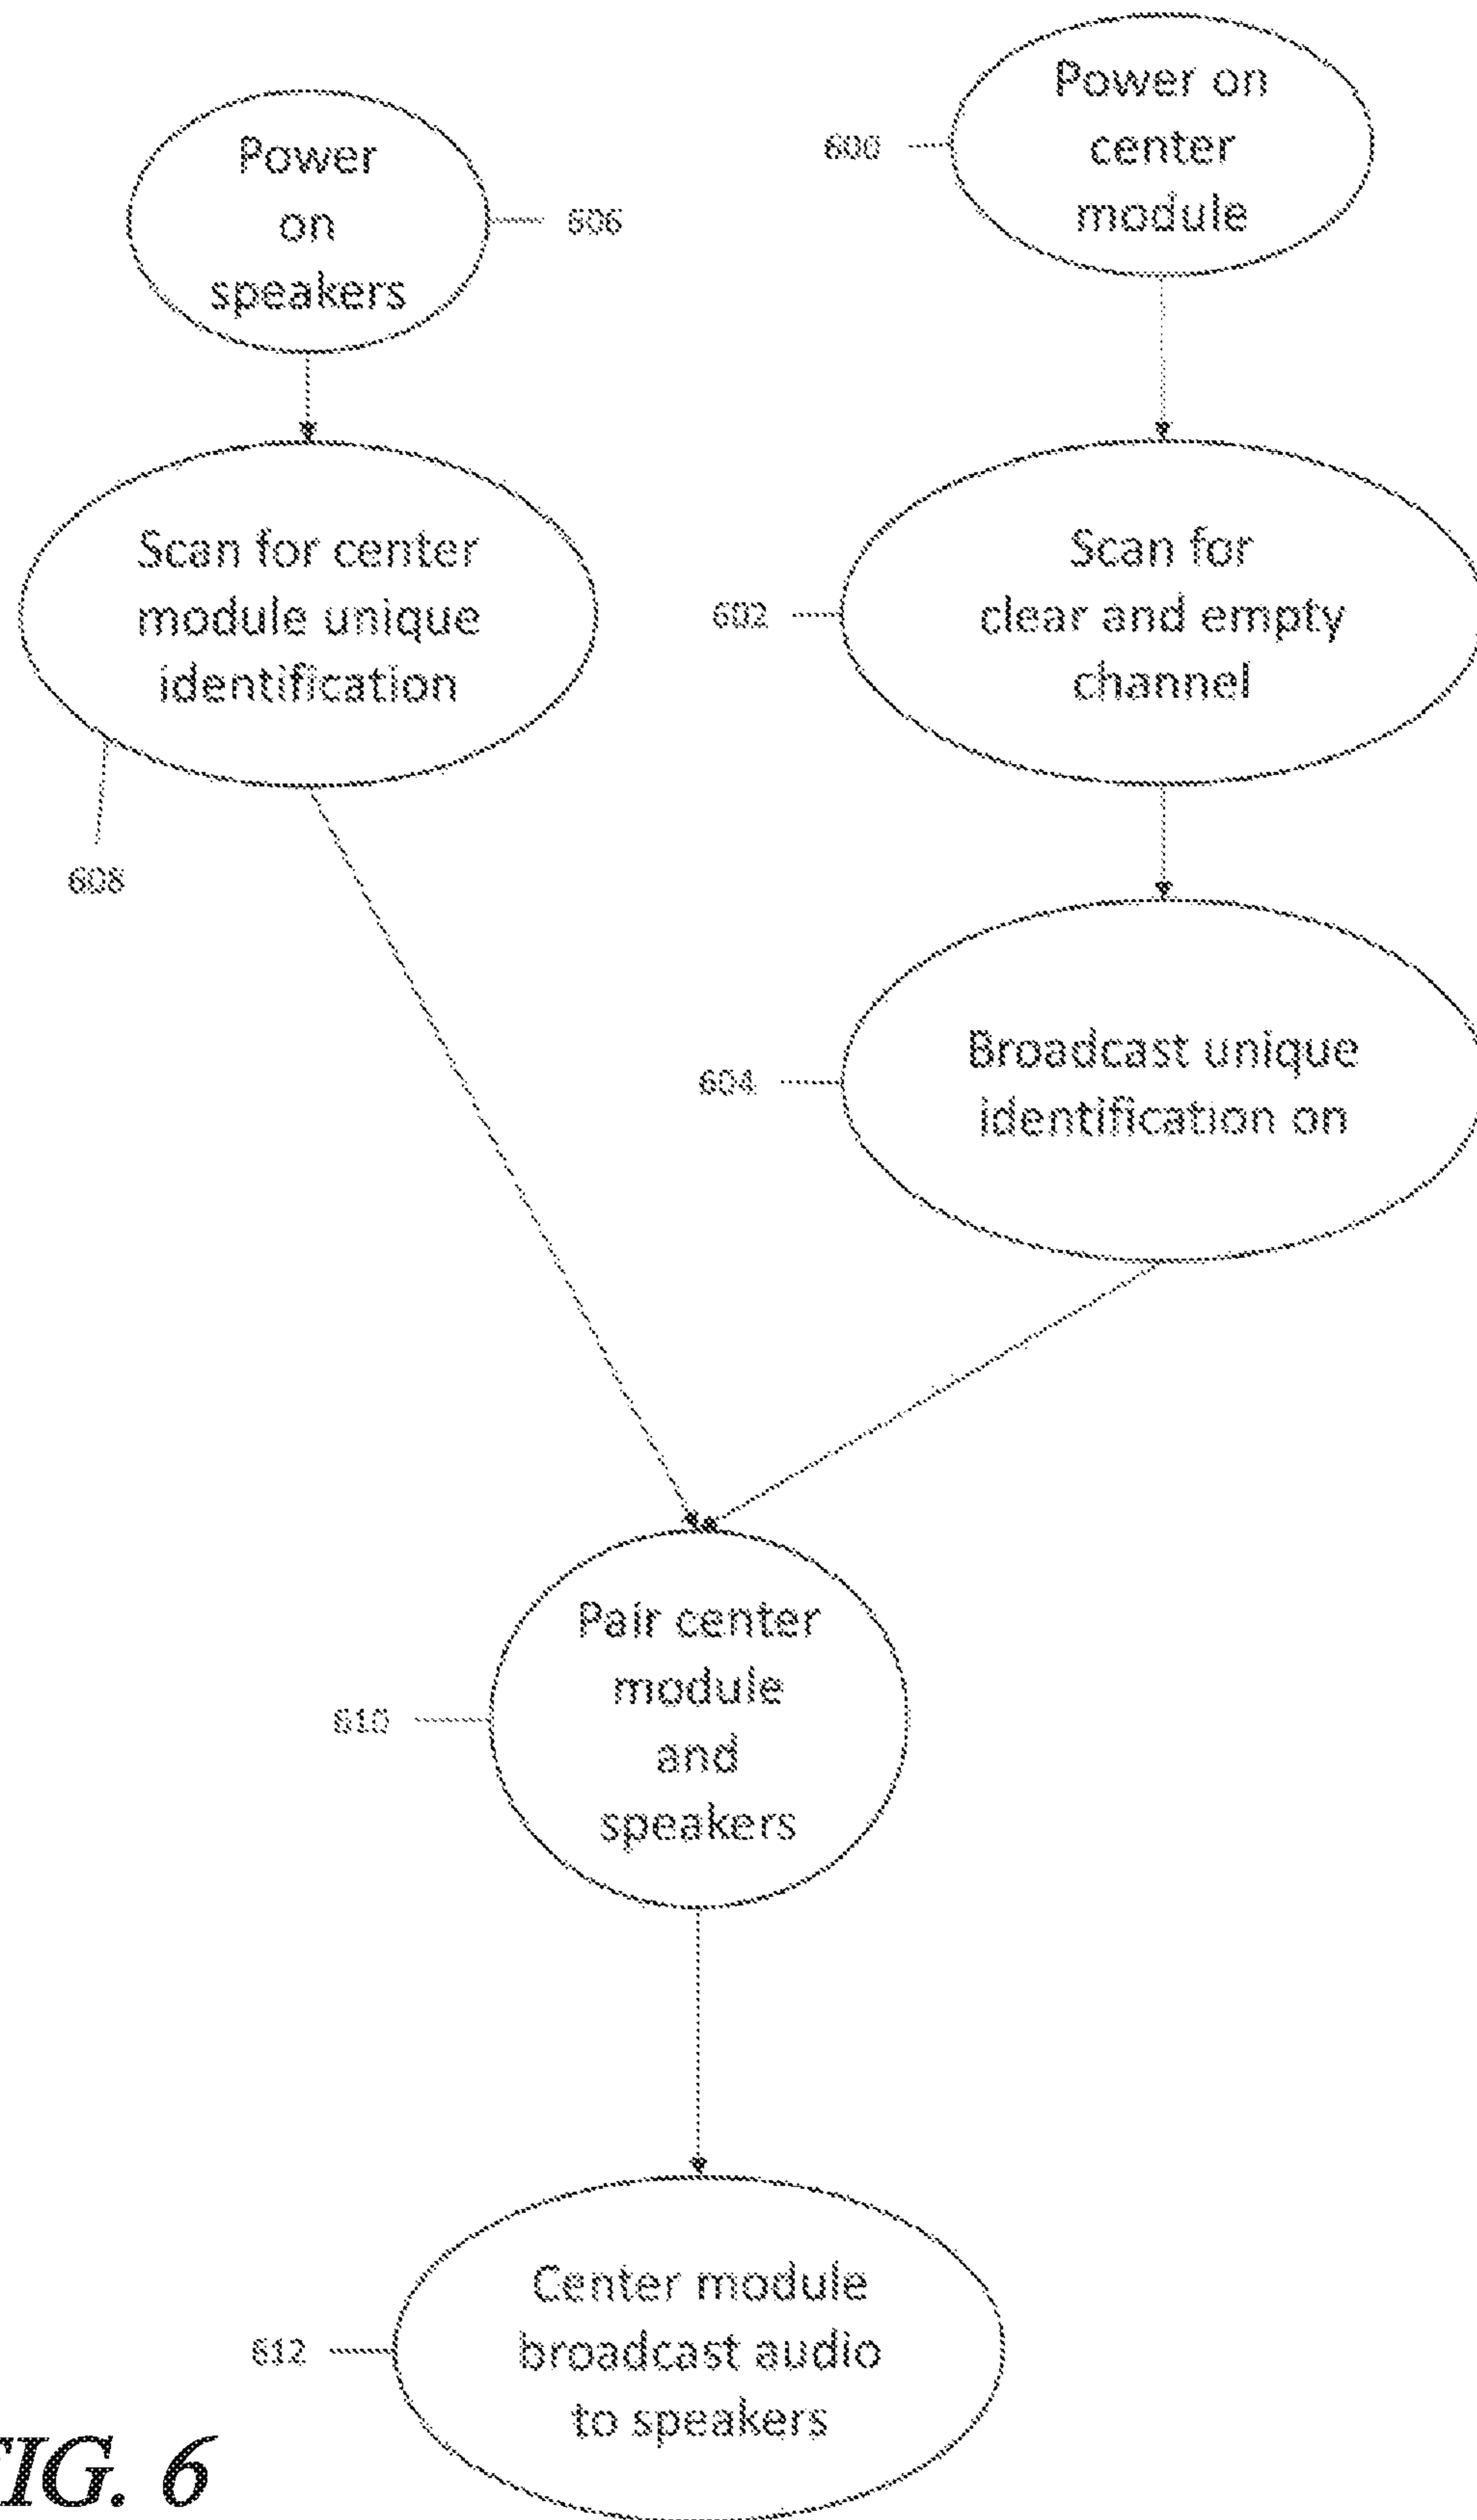 Power on
center
module
600
Power
on
speakers
606
Scan for center
module unique
identification
608
Scan for
clear and empty
channel
602
Broadcast unique
identification on
604
Pair center
module
and
speakers
610
Center module
broadcast audio
to speakers
612
FIG. 6